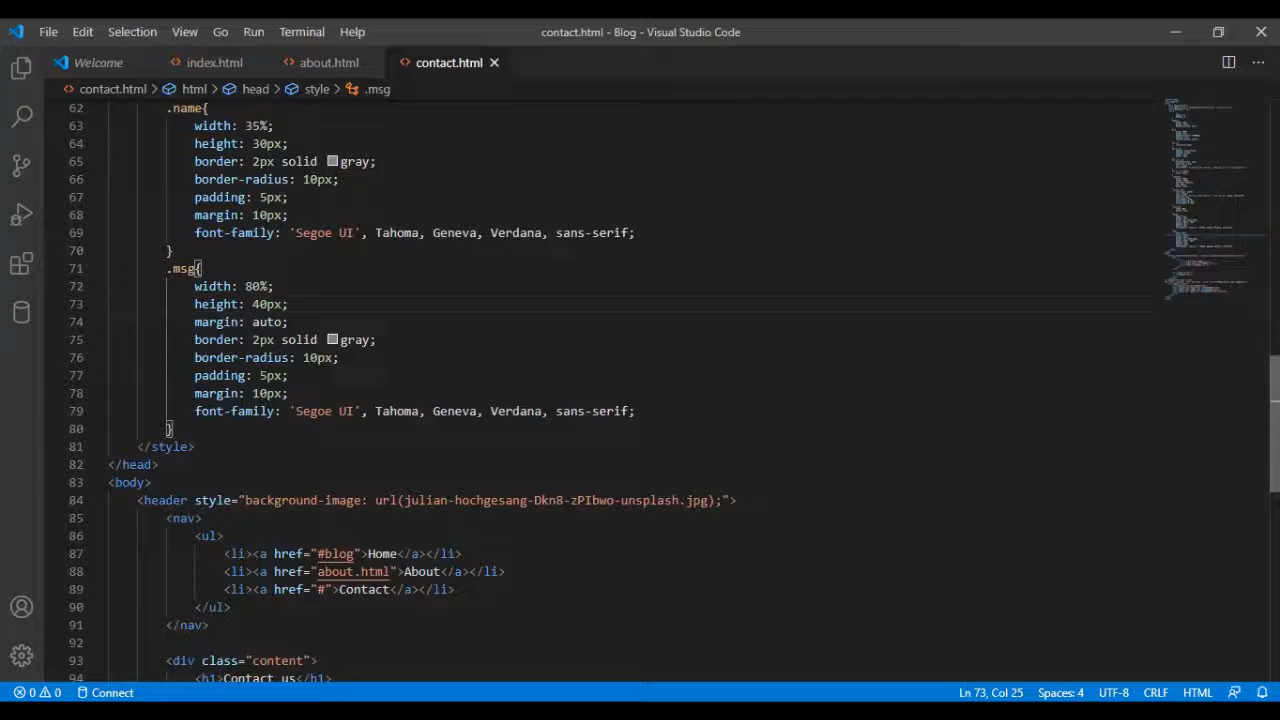 File Edit Selection View Go Run Terminal Help contact.html - Blog - Visual Studio Code
Welcome index.html about.html contact.html
contact.html > html > head > style > .msg
62 .name{
63 width: 35%;
64 height: 30px;
65 border: 2px solid gray;
66 border-radius: 10px;
67 padding: 5px;
68 margin: 10px;
69 font-family: 'Segoe UI', Tahoma, Geneva, Verdana, sans-serif;
70 }
71 .msg{
72 width: 80%;
73 height: 40px;
74 margin: auto;
75 border: 2px solid gray;
76 border-radius: 10px;
77 padding: 5px;
78 margin: 10px;
79 font-family: 'Segoe UI', Tahoma, Geneva, Verdana, sans-serif;
80 }
81 </style>
82 </head>
83 <body>
84 <header style="background-image: url(julian-hochgesang-Dkn8-zPIbwo-unsplash.jpg);">
85 <nav>
86 <ul>
87 <li><a href="#blog">Home</a></li>
88 <li><a href="about.html">About</a></li>
89 <li><a href="#">Contact</a></li>
90 </ul>
91 </nav>
92
93 <div class="content">
94 <h1>Contact us</h1>
0 0 Connect Ln 73, Col 25 Spaces: 4 UTF-8 CRLF HTML